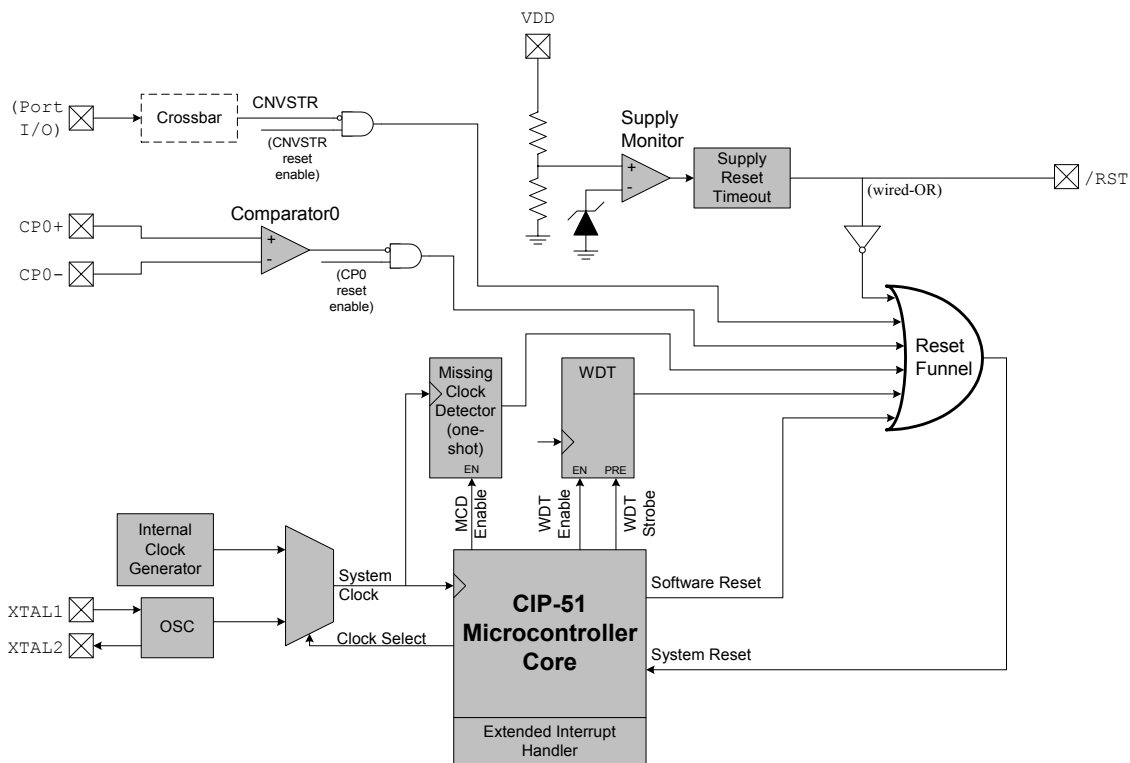 VDD
(Port
I/O)
Crossbar
CNVSTR
(CNVSTR
reset
enable)
Supply
Monitor
+
-
Supply
Reset
Timeout
(wired-OR)
/RST
CP0+
CP0-
Comparator0
+
-
(CP0
reset
enable)
Reset
Funnel
Missing
Clock
Detector
(one-
shot)
EN
WDT
EN
PRE
MCD
Enable
WDT
Enable
WDT
Strobe
Internal
Clock
Generator
System
Clock
XTAL1
XTAL2
OSC
Clock Select
CIP-51
Microcontroller
Core
Software Reset
System Reset
Extended Interrupt
Handler